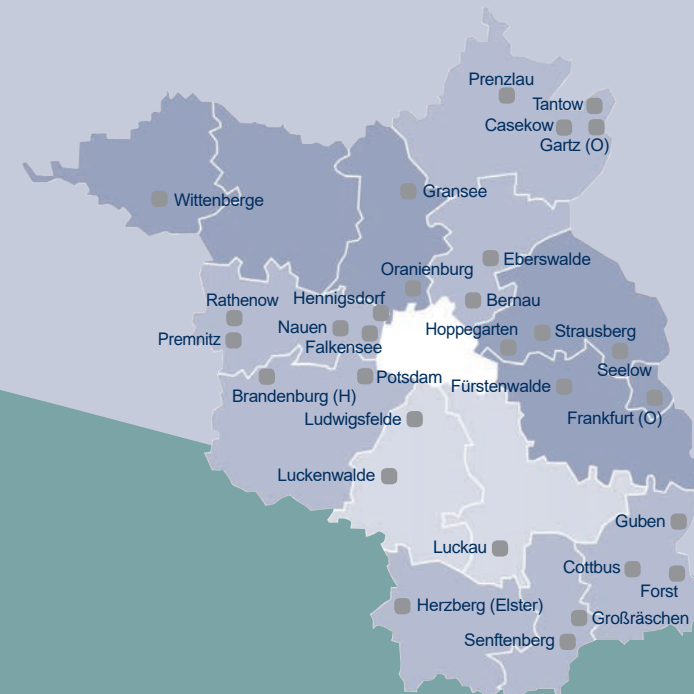 Prenzlau
Tantow
Casekow
Gartz (O)
Gransee
Wittenberge
Eberswalde
Oranienburg
Rathenow
Hennigsdorf
Bernau
Nauen
Hoppegarten
Strausberg
Premnitz
Falkensee
Seelow
Potsdam
Fürstenwalde
Brandenburg (H)
Frankfurt (O)
Ludwigsfelde
Luckenwalde
Guben
Luckau
Cottbus
Forst
Herzberg (Elster)
Großräschen
Senftenberg